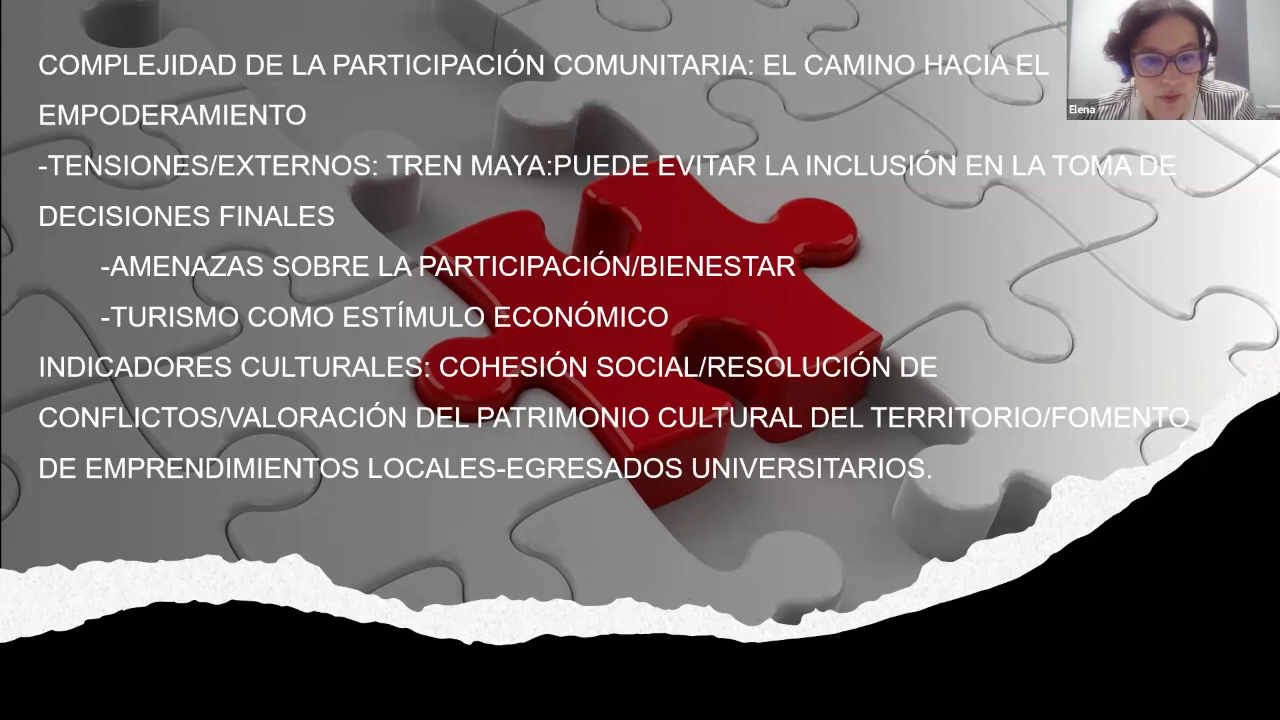 COMPLEJIDAD DE LA PARTICIPACIÓN COMUNITARIA: EL CAMINO HACIA EL
EMPODERAMIENTO
-TENSIONES/EXTERNOS: TREN MAYA:PUEDE EVITAR LA INCLUSIÓN EN LA TOMA DE
DECISIONES FINALES
-AMENAZAS SOBRE LA PARTICIPACIÓN/BIENESTAR
-TURISMO COMO ESTÍMULO ECONÓMICO
INDICADORES CULTURALES: COHESIÓN SOCIAL/RESOLUCIÓN DE
CONFLICTOS/VALORACIÓN DEL PATRIMONIO CULTURAL DEL TERRITORIO/FOMENTO
DE EMPRENDIMIENTOS LOCALES-EGRESADOS UNIVERSITARIOS.
Elena